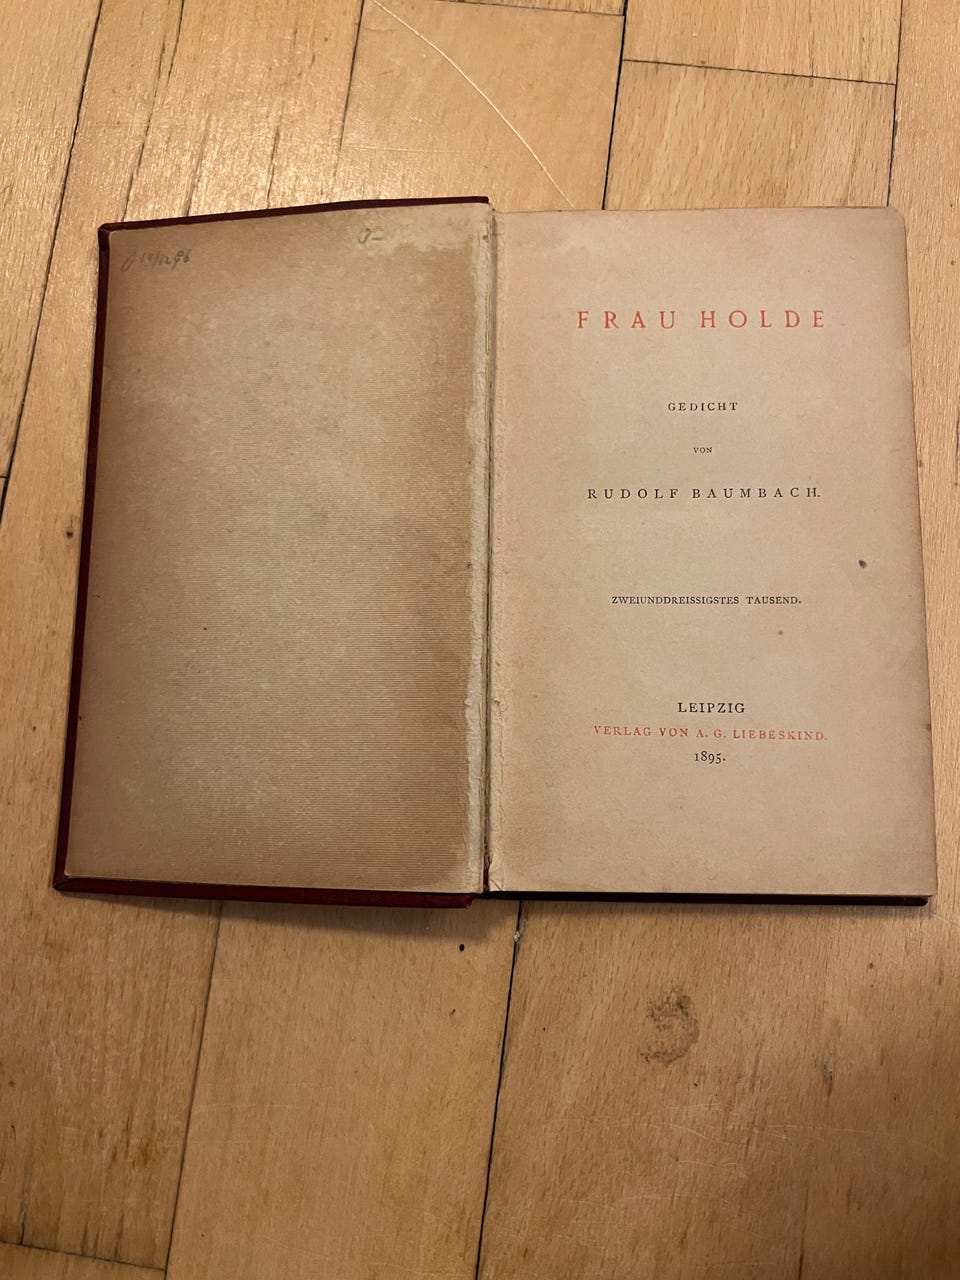 FRAU HOLDE
GEDICHT
VON
RUDOLF BAUMBACH.
ZWEIUNDDREISSIGSTES TAUSEND.
LEIPZIG
VERLAG VON A. G. LIEBESKIND.
1895.